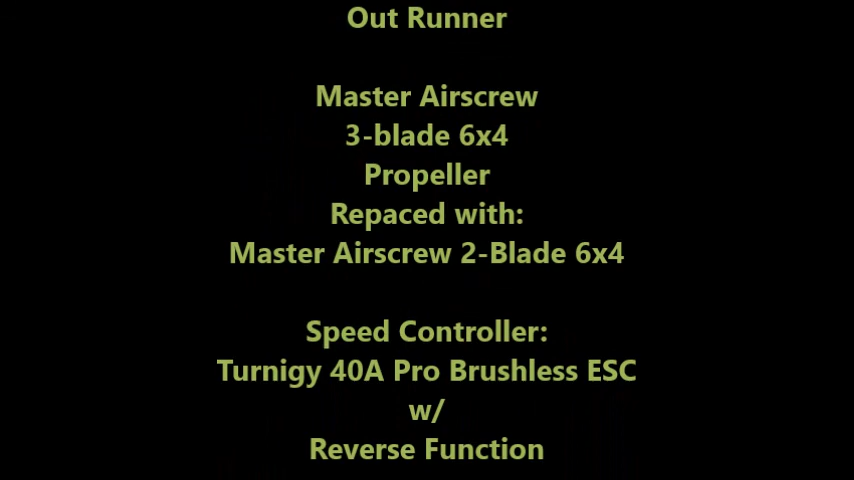 Out Runner
Master Airscrew
3-blade 6x4
Propeller
Repaced with:
Master Airscrew 2-Blade 6x4
Speed Controller:
Turnigy 40A Pro Brushless ESC
w/
Reverse Function